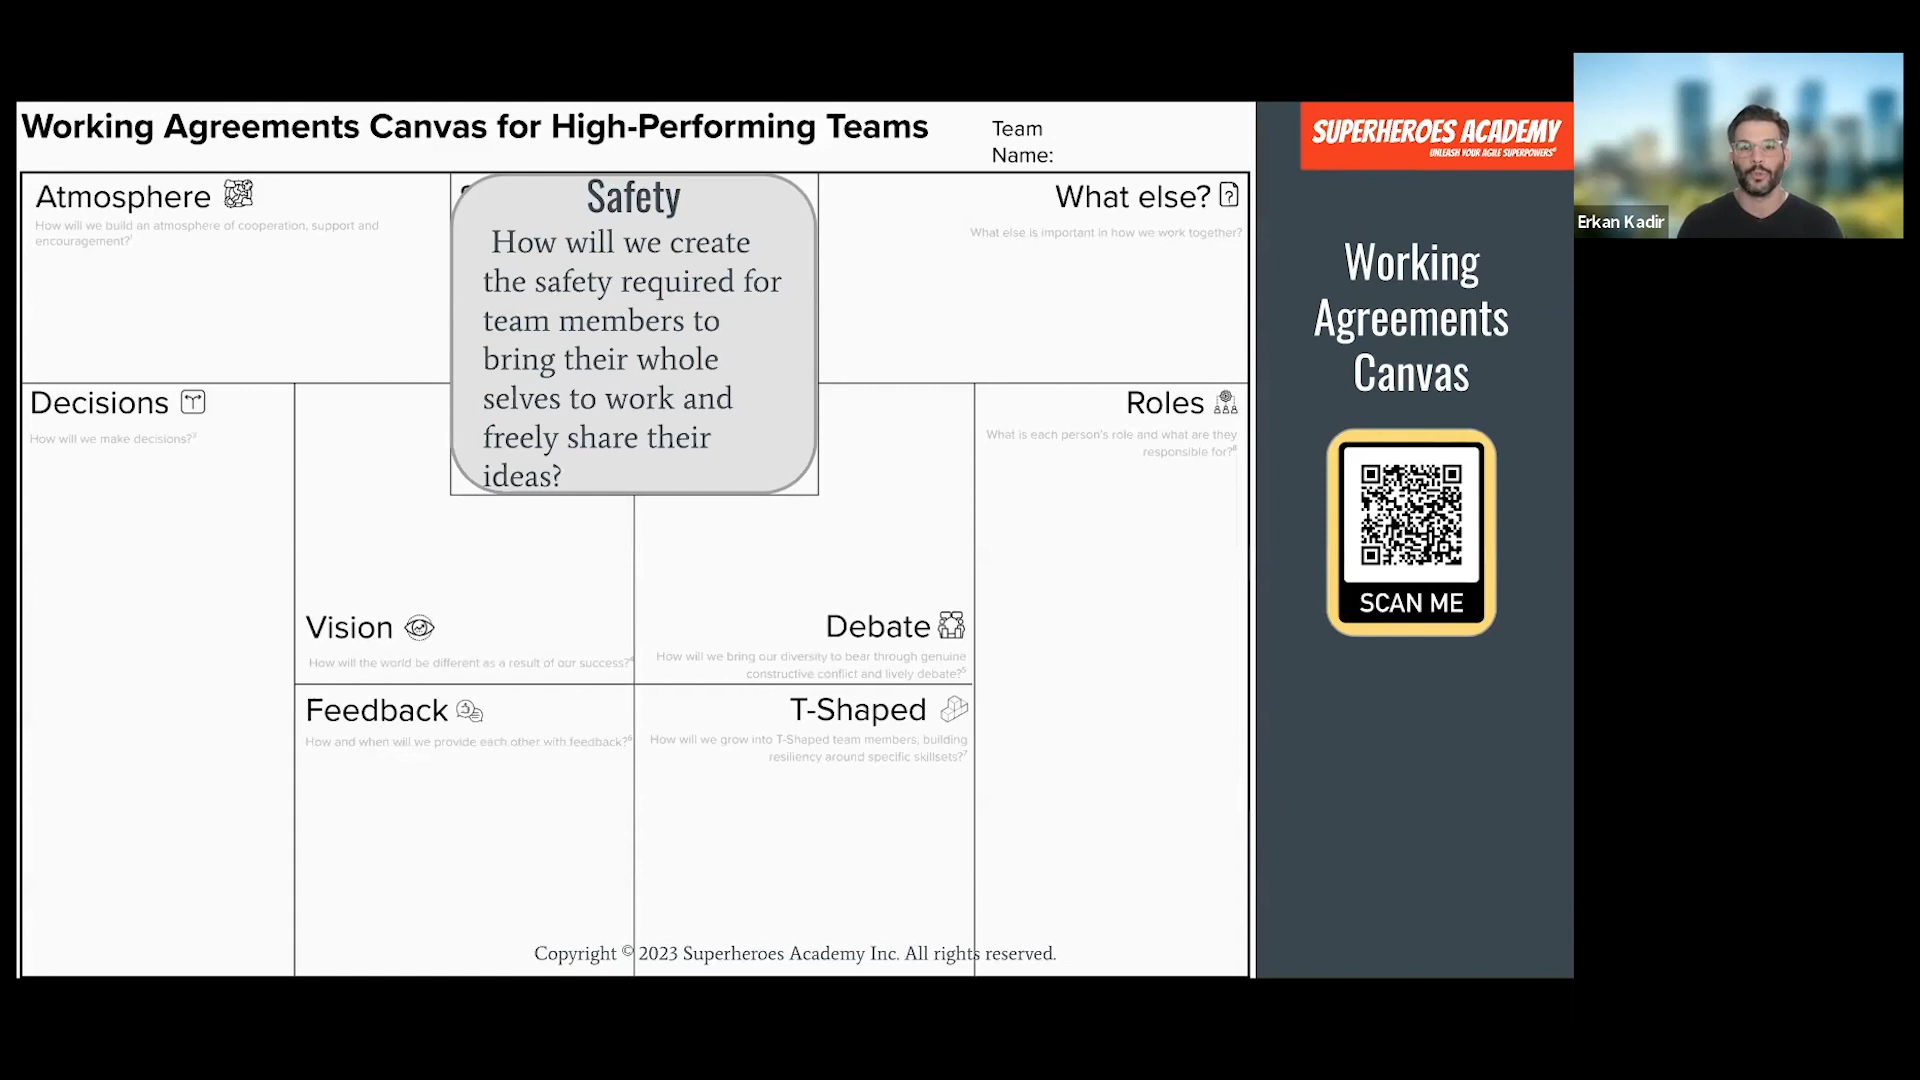 Working Agreements Canvas for High-Performing Teams
Team
Name:
Atmosphere
How will we build an atmosphere of cooperation, support and
encouragement?¹
Safety
How will we create
the safety required for
team members to
bring their whole
selves to work and
freely share their
ideas?
What else?
What else is important in how we work together?
Decisions
How will we make decisions?³
Vision
How will the world be different as a result of our success?⁴
Debate
How will we bring our diversity to bear through genuine
constructive conflict and lively debate?⁵
Roles
What is each person's role and what are they
responsible for?⁸
Feedback
How and when will we provide each other with feedback?⁶
T-Shaped
How will we grow into T-Shaped team members, building
resiliency around specific skillsets?⁷
Copyright © 2023 Superheroes Academy Inc. All rights reserved.
SUPERHEROES ACADEMY
UNLEASH YOUR AGILE SUPERPOWERS®
Working
Agreements
Canvas
SCAN ME
Erkan Kadir